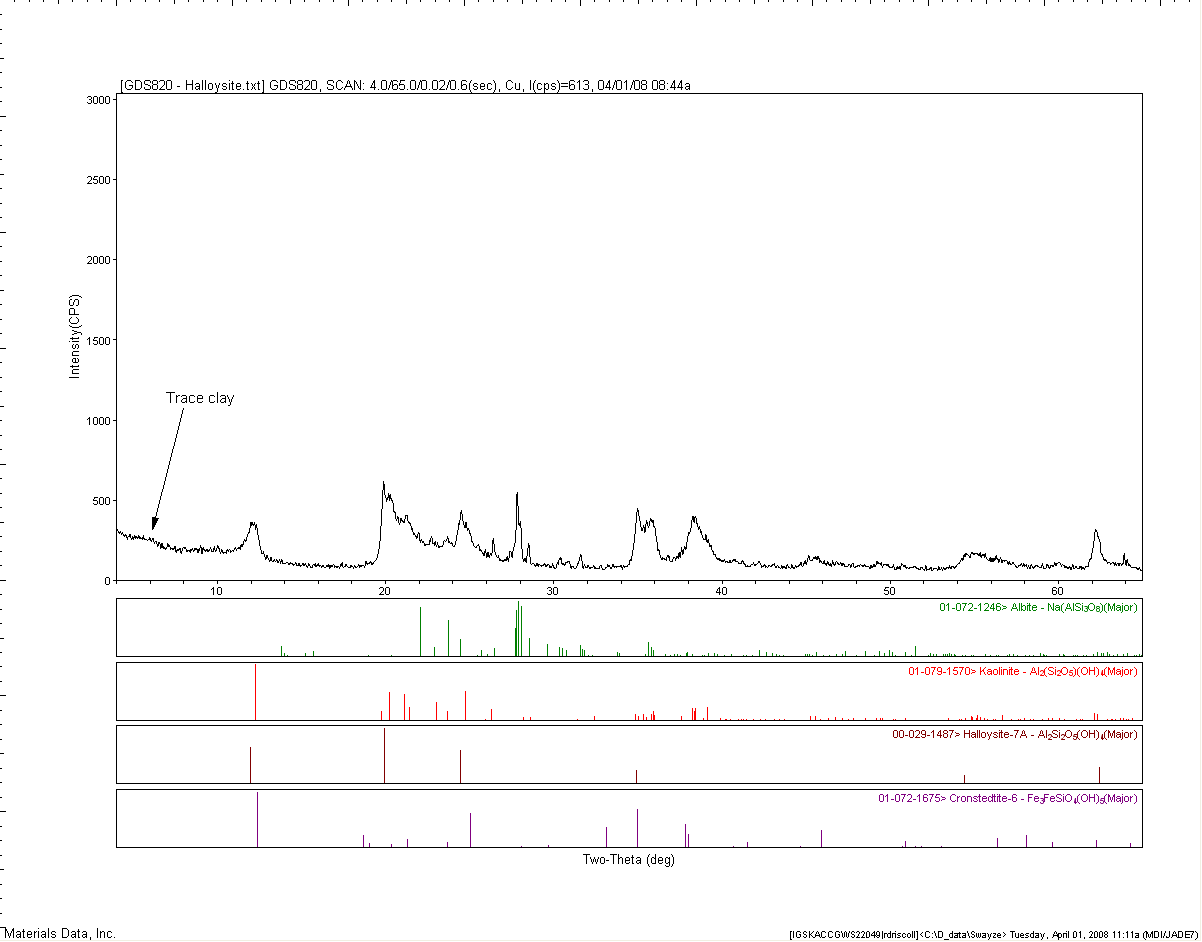 [GDS820 - Halloysite.txt] GDS820, SCAN: 4.0/65.0/0.02/0.6(sec), Cu, I(cps)=613, 04/01/08 08:44a
3000
2500
2000
1500
1000
500
0
Intensity(CPS)
Trace clay
10 20 30 40 50 60
01-072-1246> Albite - Na(AlSi₃O₈)(Major)
01-079-1570> Kaolinite - Al₂(Si₂O₅)(OH)₄(Major)
00-029-1487> Halloysite-7A - Al₂Si₂O₅(OH)₄(Major)
01-072-1675> Cronstedtite-6 - Fe₃FeSiO₄(OH)₅(Major)
Two-Theta (deg)
Materials Data, Inc.
[IGSKACCGWS22049|rdriscoll]<C:\D_data\Swayze> Tuesday, April 01, 2008 11:11a (MDI/JADE7)